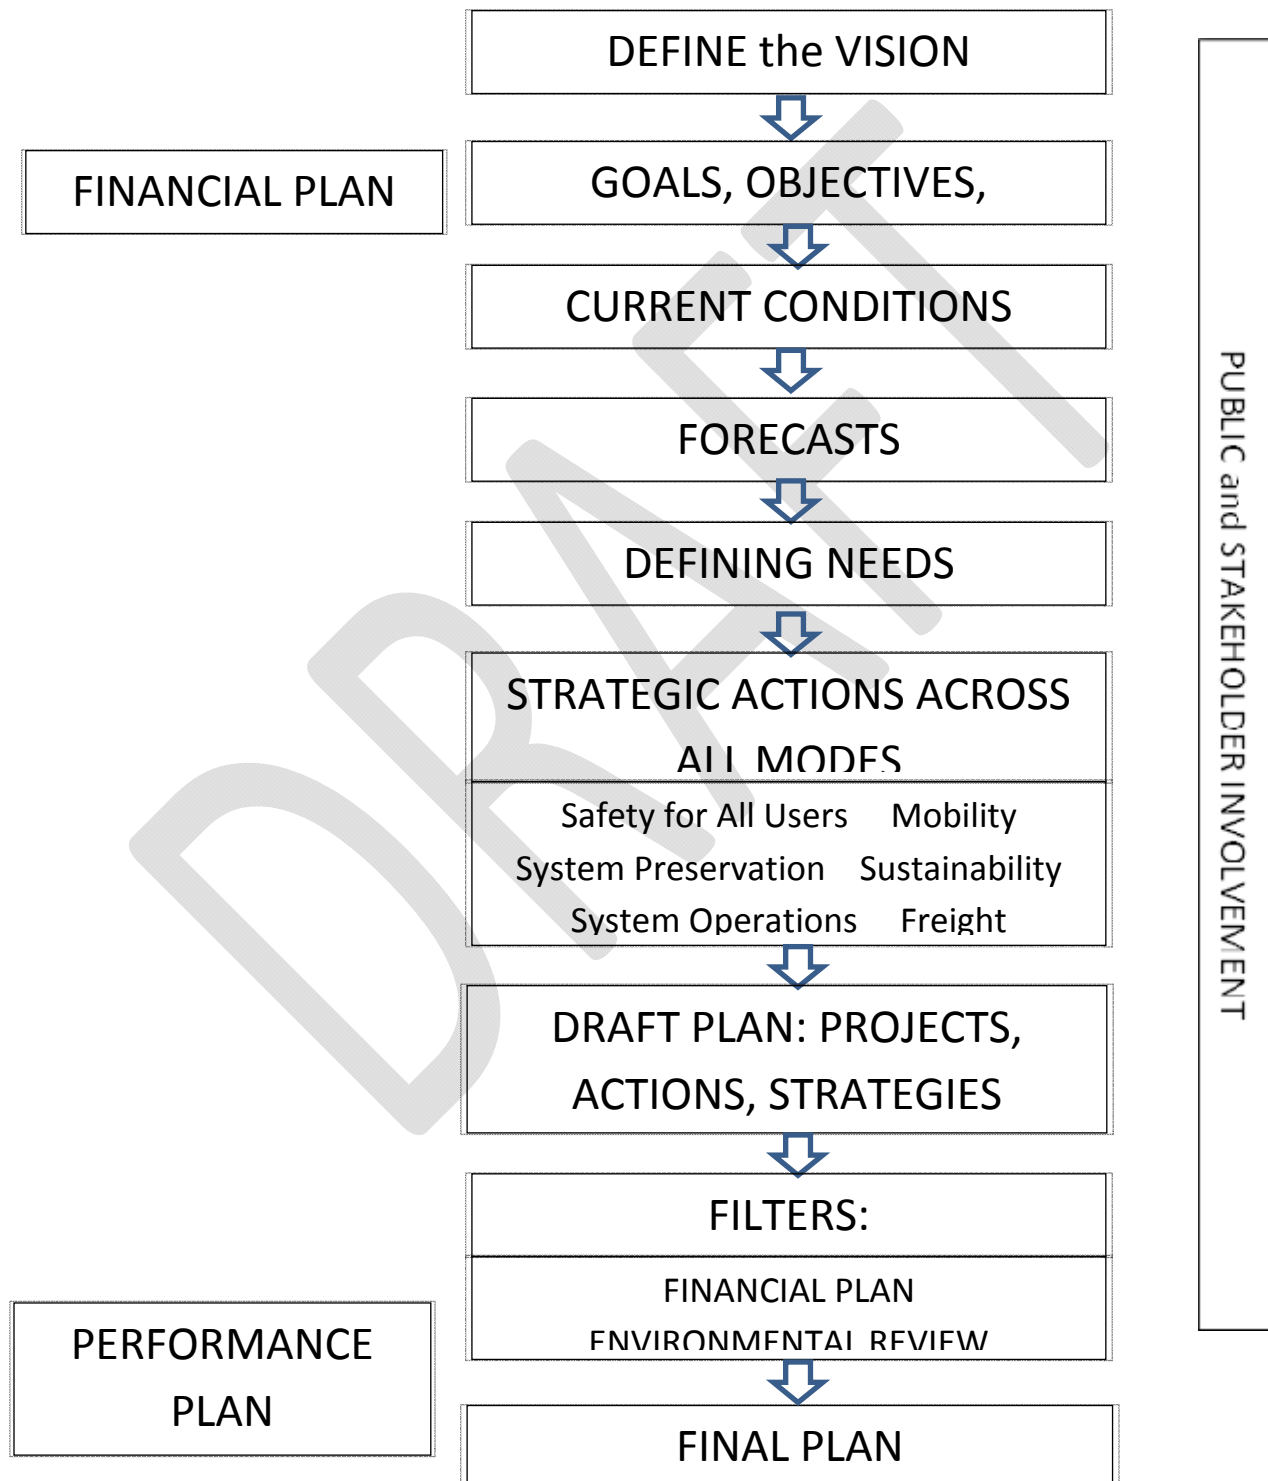 DEFINE the VISION
FINANCIAL PLAN
GOALS, OBJECTIVES,
CURRENT CONDITIONS
FORECASTS
DEFINING NEEDS
STRATEGIC ACTIONS ACROSS
ALL MODES
Safety for All Users Mobility
System Preservation Sustainability
System Operations Freight
DRAFT PLAN: PROJECTS,
ACTIONS, STRATEGIES
FILTERS:
FINANCIAL PLAN
ENVIRONMENTAL REVIEW
PERFORMANCE
PLAN
FINAL PLAN
PUBLIC and STAKEHOLDER INVOLVEMENT
DRAFT